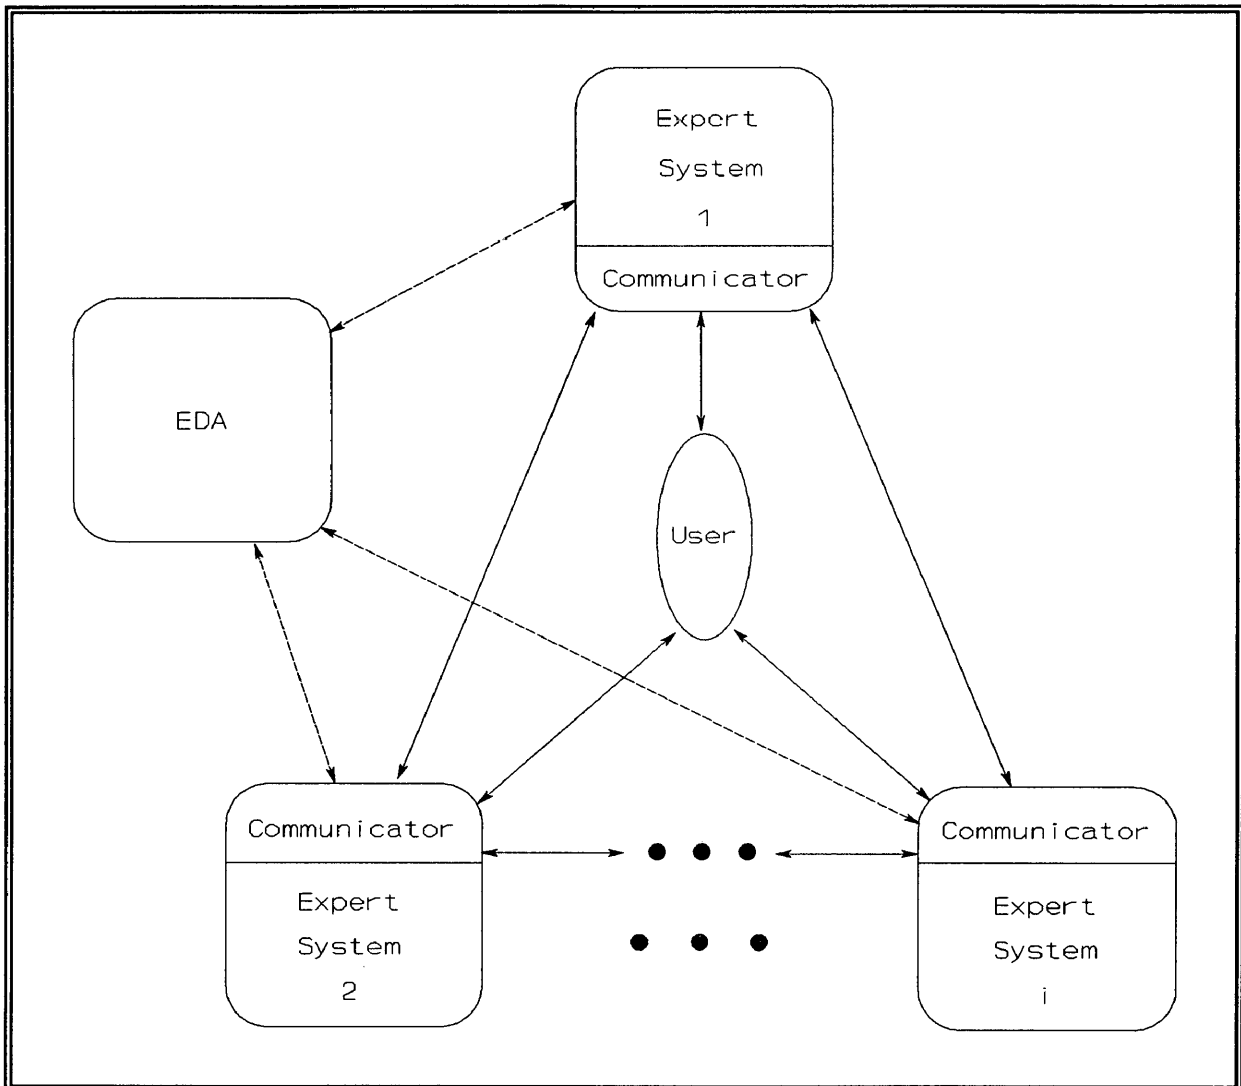 Expert
System
1
Communicator
EDA
User
Communicator
Expert
System
2
Communicator
Expert
System
i